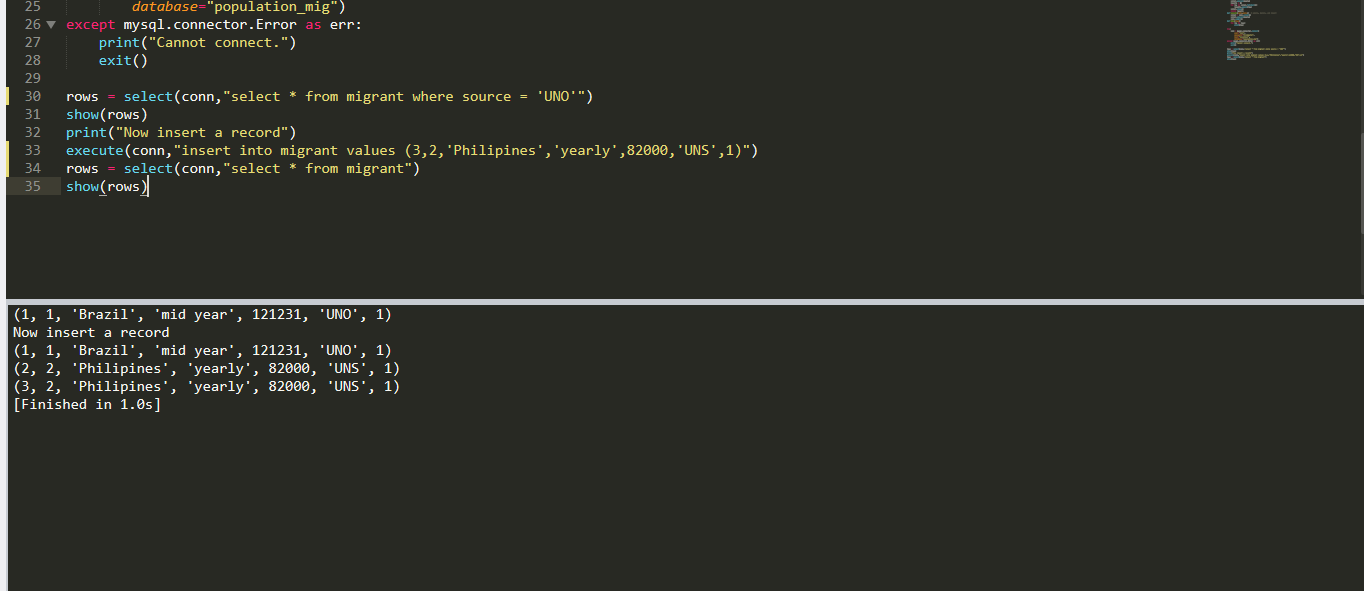 25 database="population_mig")
26 except mysql.connector.Error as err:
27 print("Cannot connect.")
28 exit()
29
30 rows = select(conn,"select * from migrant where source = 'UNO'")
31 show(rows)
32 print("Now insert a record")
33 execute(conn,"insert into migrant values (3,2,'Philipines','yearly',82000,'UNS',1)")
34 rows = select(conn,"select * from migrant")
35 show(rows)
(1, 1, 'Brazil', 'mid year', 121231, 'UNO', 1)
Now insert a record
(1, 1, 'Brazil', 'mid year', 121231, 'UNO', 1)
(2, 2, 'Philipines', 'yearly', 82000, 'UNS', 1)
(3, 2, 'Philipines', 'yearly', 82000, 'UNS', 1)
[Finished in 1.0s]